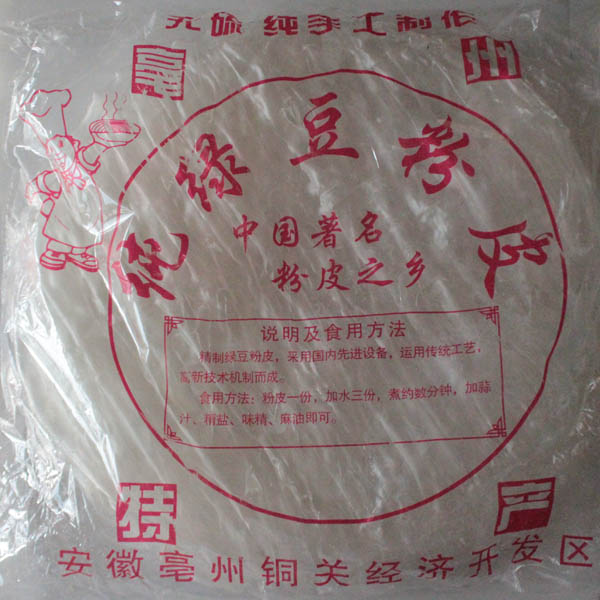 无矾 纯手工制作
亳州
纯绿豆粉皮
中国著名
粉皮之乡
说明及食用方法
精制绿豆粉皮，采用国内先进设备，运用传统工艺，
高新技术机制而成。
食用方法：粉皮一份，加水三份，煮约数分钟，加蒜
汁、稍盐、味精、麻油即可。
特产
安徽亳州铜关经济开发区